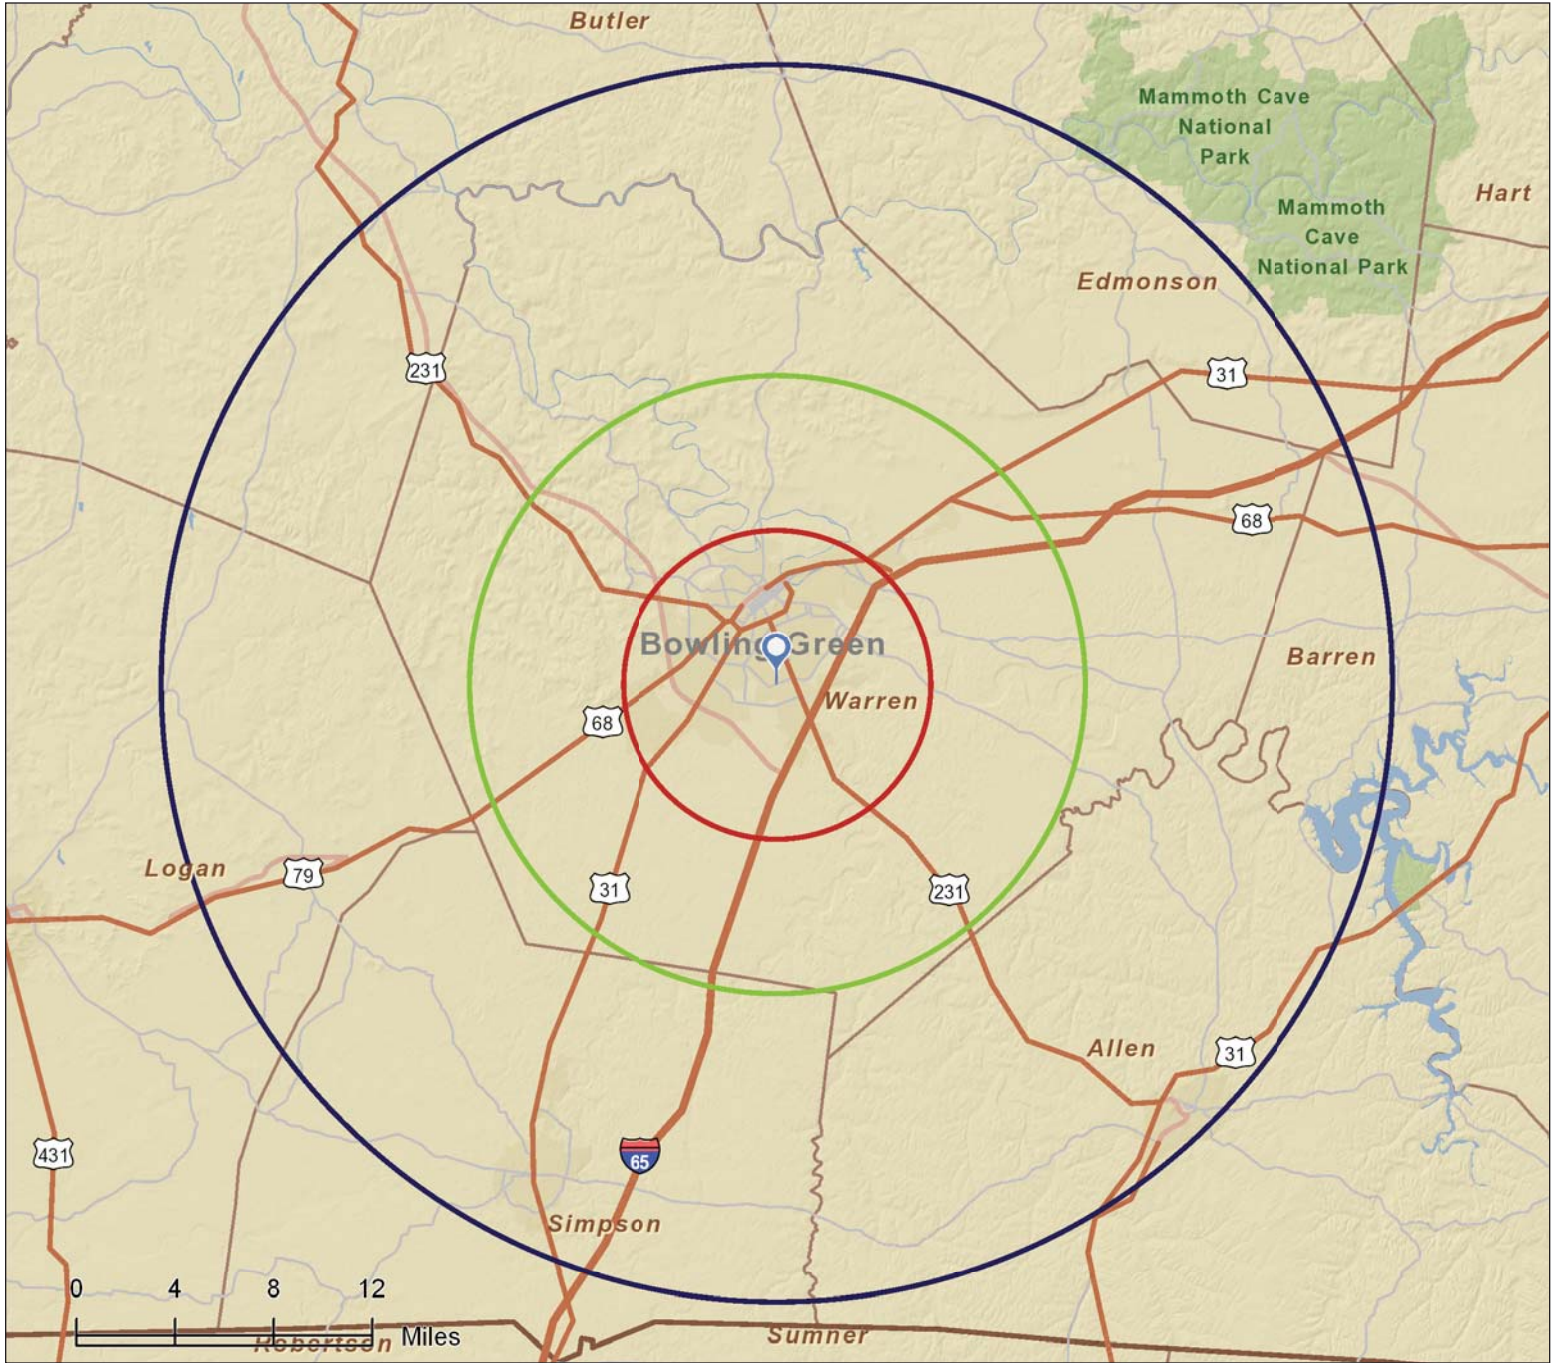 Butler
Mammoth Cave
National
Park
Hart
Mammoth
Cave
National Park
Edmonson
231
31
68
Bowling Green
Barren
Warren
68
Logan
79
31
231
Allen
31
431
65
Simpson
0 4 8 12
Miles
Robertson
Sumner